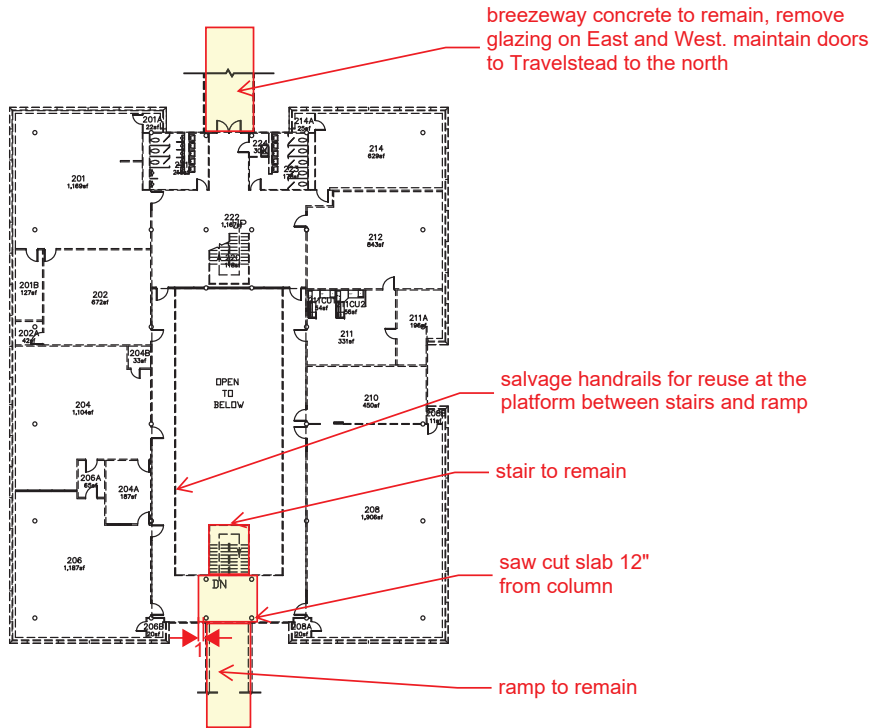 breezeway concrete to remain, remove
glazing on East and West. maintain doors
to Travelstead to the north
201A
22sf
214A
25sf
201
1,169sf
214
629sf
222
UP
212
843sf
201B
127sf
202
672sf
202A
42sf
204B
33sf
1CU2
211
331sf
211A
OPEN
TO
BELOW
210
450sf
salvage handrails for reuse at the
platform between stairs and ramp
204
1,104sf
206A
65sf
204A
187sf
stair to remain
206
1,187sf
208
1,906sf
DN
saw cut slab 12"
from column
206B
20sf
208A
20sf
1
ramp to remain